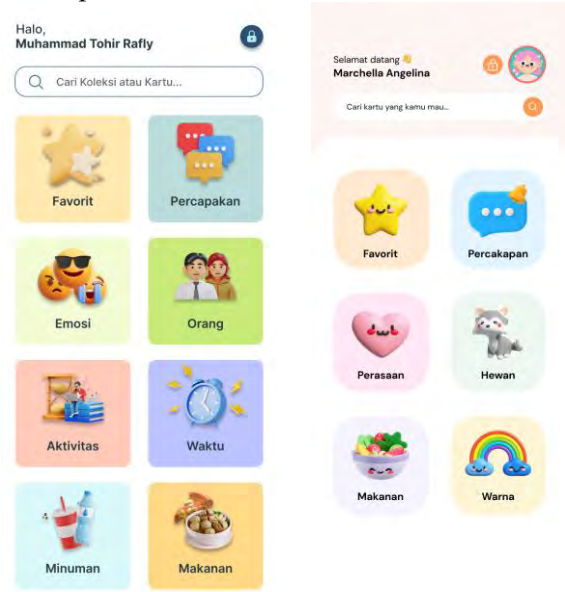 Halo,
Muhammad Tohir Rafly
Cari Koleksi atau Kartu...
Favorit
Percapakan
Emosi
Orang
Aktivitas
Waktu
Minuman
Makanan
Selamat datang 👋
Marchella Angelina
Cari kartu yang kamu mau...
Favorit
Percakapan
Perasaan
Hewan
Makanan
Warna